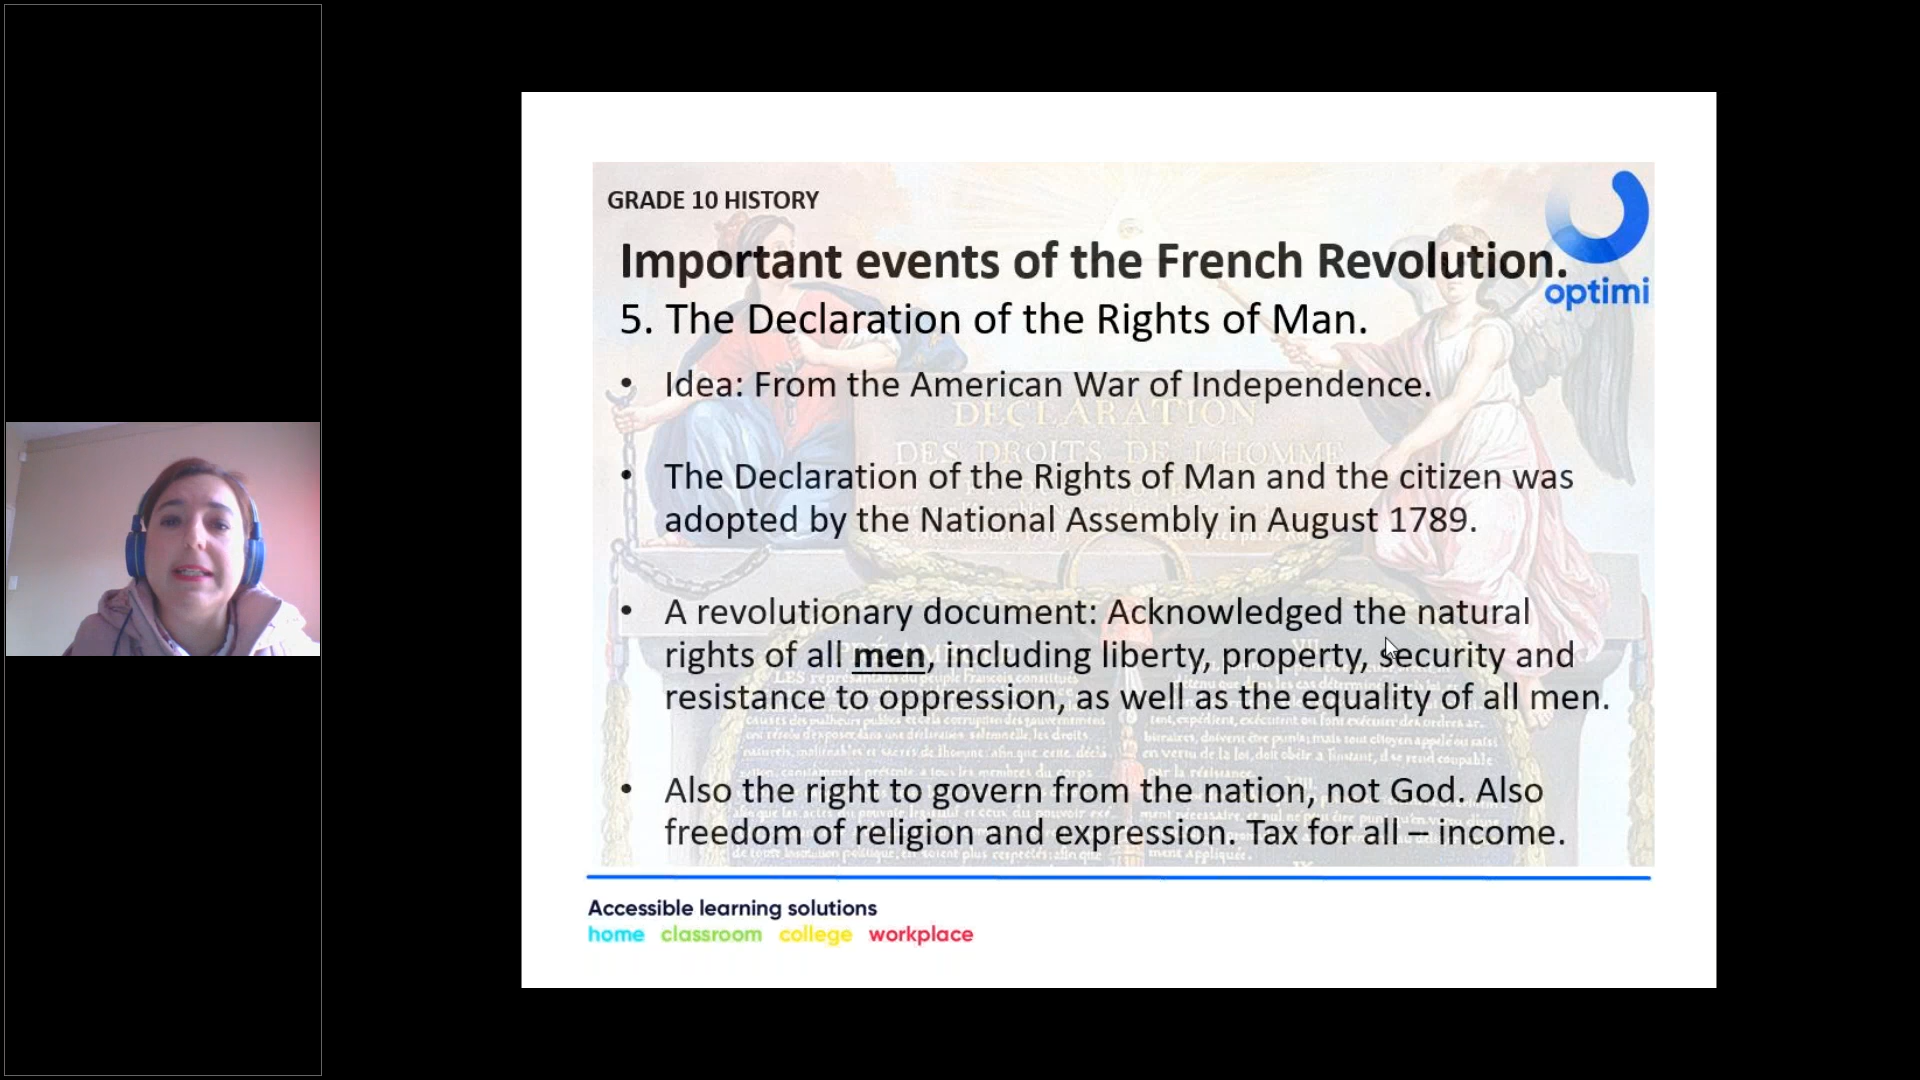 GRADE 10 HISTORY
optimi
Important events of the French Revolution.
5. The Declaration of the Rights of Man.
• Idea: From the American War of Independence.
DECLARATION
DES DROITS DE L'HOMME
• The Declaration of the Rights of Man and the citizen was
adopted by the National Assembly in August 1789.
• A revolutionary document: Acknowledged the natural
rights of all men, including liberty, property, security and
resistance to oppression, as well as the equality of all men.
• Also the right to govern from the nation, not God. Also
freedom of religion and expression. Tax for all – income.
Accessible learning solutions
home classroom college workplace